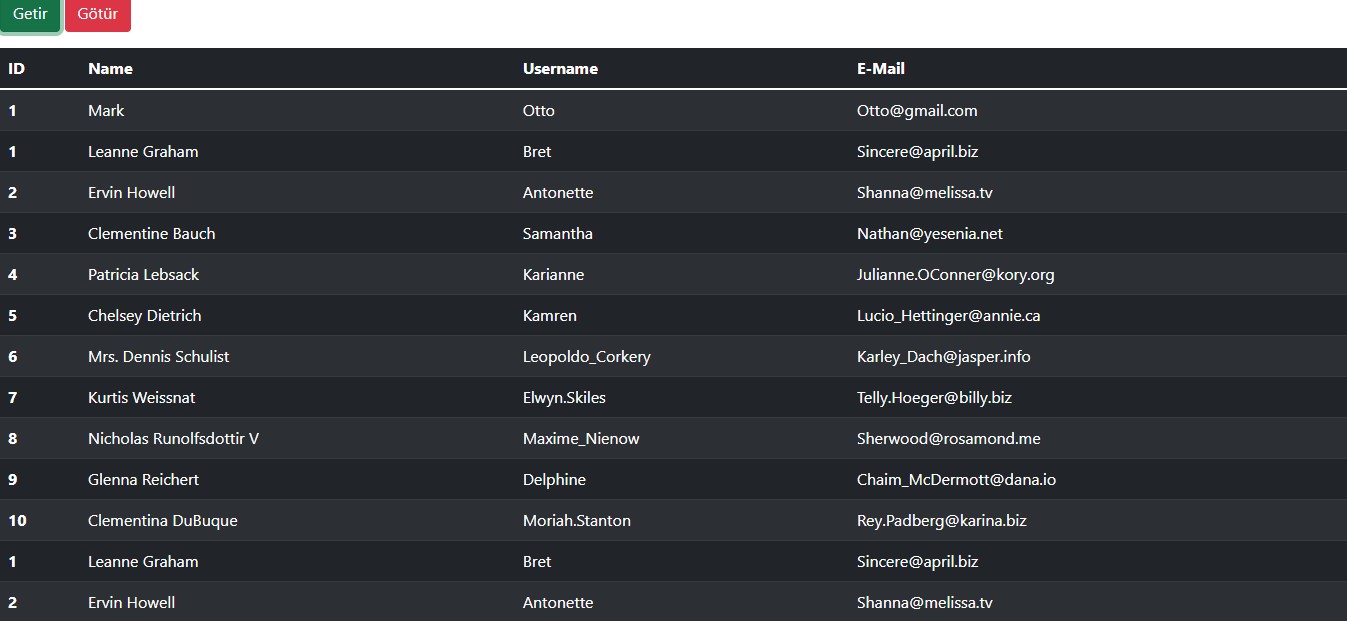 Getir Götür
ID Name Username E-Mail
1 Mark Otto Otto@gmail.com
1 Leanne Graham Bret Sincere@april.biz
2 Ervin Howell Antonette Shanna@melissa.tv
3 Clementine Bauch Samantha Nathan@yesenia.net
4 Patricia Lebsack Karianne Julianne.OConner@kory.org
5 Chelsey Dietrich Kamren Lucio_Hettinger@annie.ca
6 Mrs. Dennis Schulist Leopoldo_Corkery Karley_Dach@jasper.info
7 Kurtis Weissnat Elwyn.Skiles Telly.Hoeger@billy.biz
8 Nicholas Runolfsdottir V Maxime_Nienow Sherwood@rosamond.me
9 Glenna Reichert Delphine Chaim_McDermott@dana.io
10 Clementina DuBuque Moriah.Stanton Rey.Padberg@karina.biz
1 Leanne Graham Bret Sincere@april.biz
2 Ervin Howell Antonette Shanna@melissa.tv